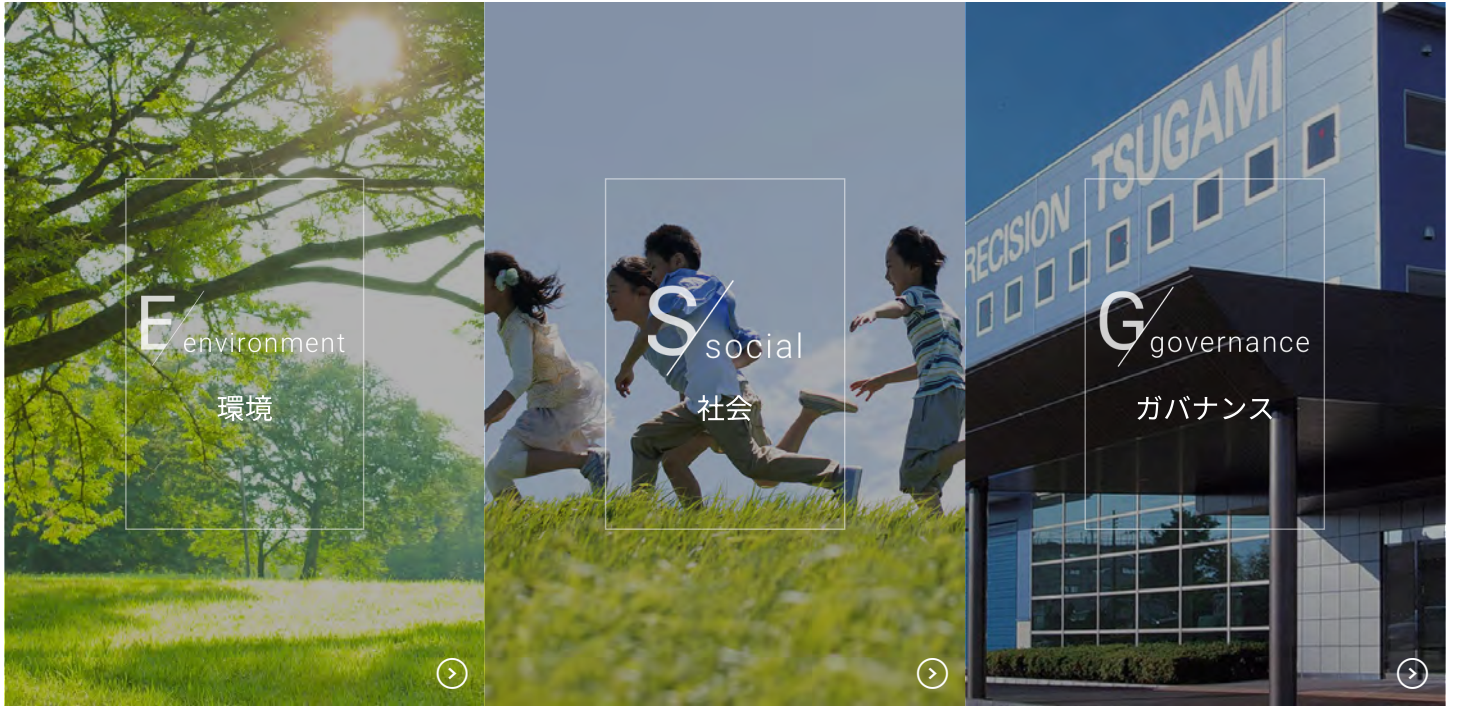 E/environment
環境
S/social
社会
G/governance
ガバナンス
RECISION TSUGAMI